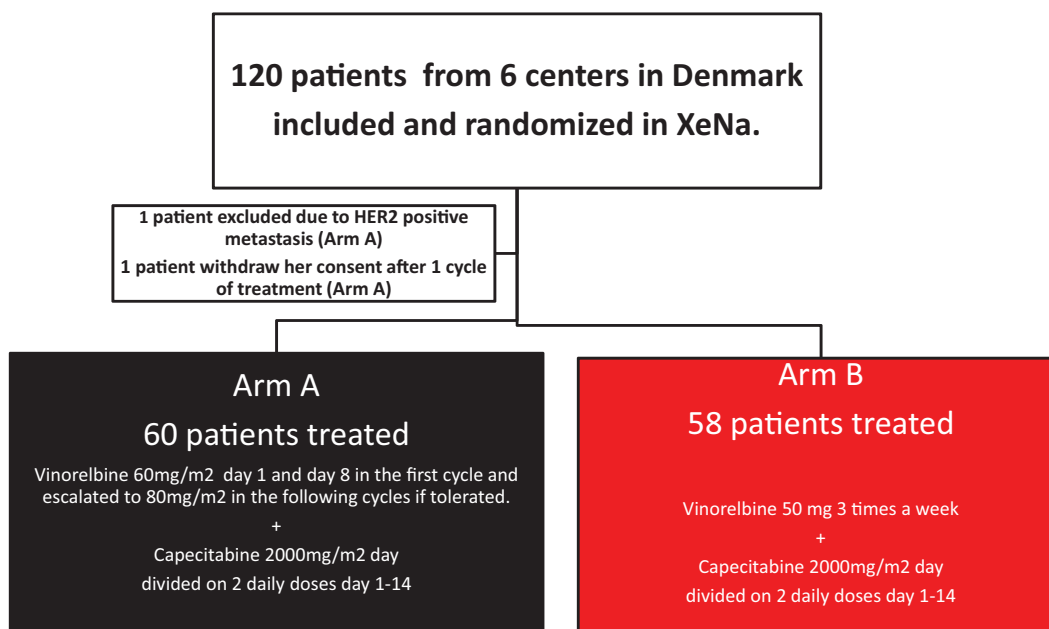 120 patients from 6 centers in Denmark
included and randomized in XeNa.
1 patient excluded due to HER2 positive
metastasis (Arm A)
1 patient withdraw her consent after 1 cycle
of treatment (Arm A)
Arm A
60 patients treated
Vinorelbine 60mg/m2 day 1 and day 8 in the first cycle and
escalated to 80mg/m2 in the following cycles if tolerated.
+
Capecitabine 2000mg/m2 day
divided on 2 daily doses day 1-14
Arm B
58 patients treated
Vinorelbine 50 mg 3 times a week
+
Capecitabine 2000mg/m2 day
divided on 2 daily doses day 1-14